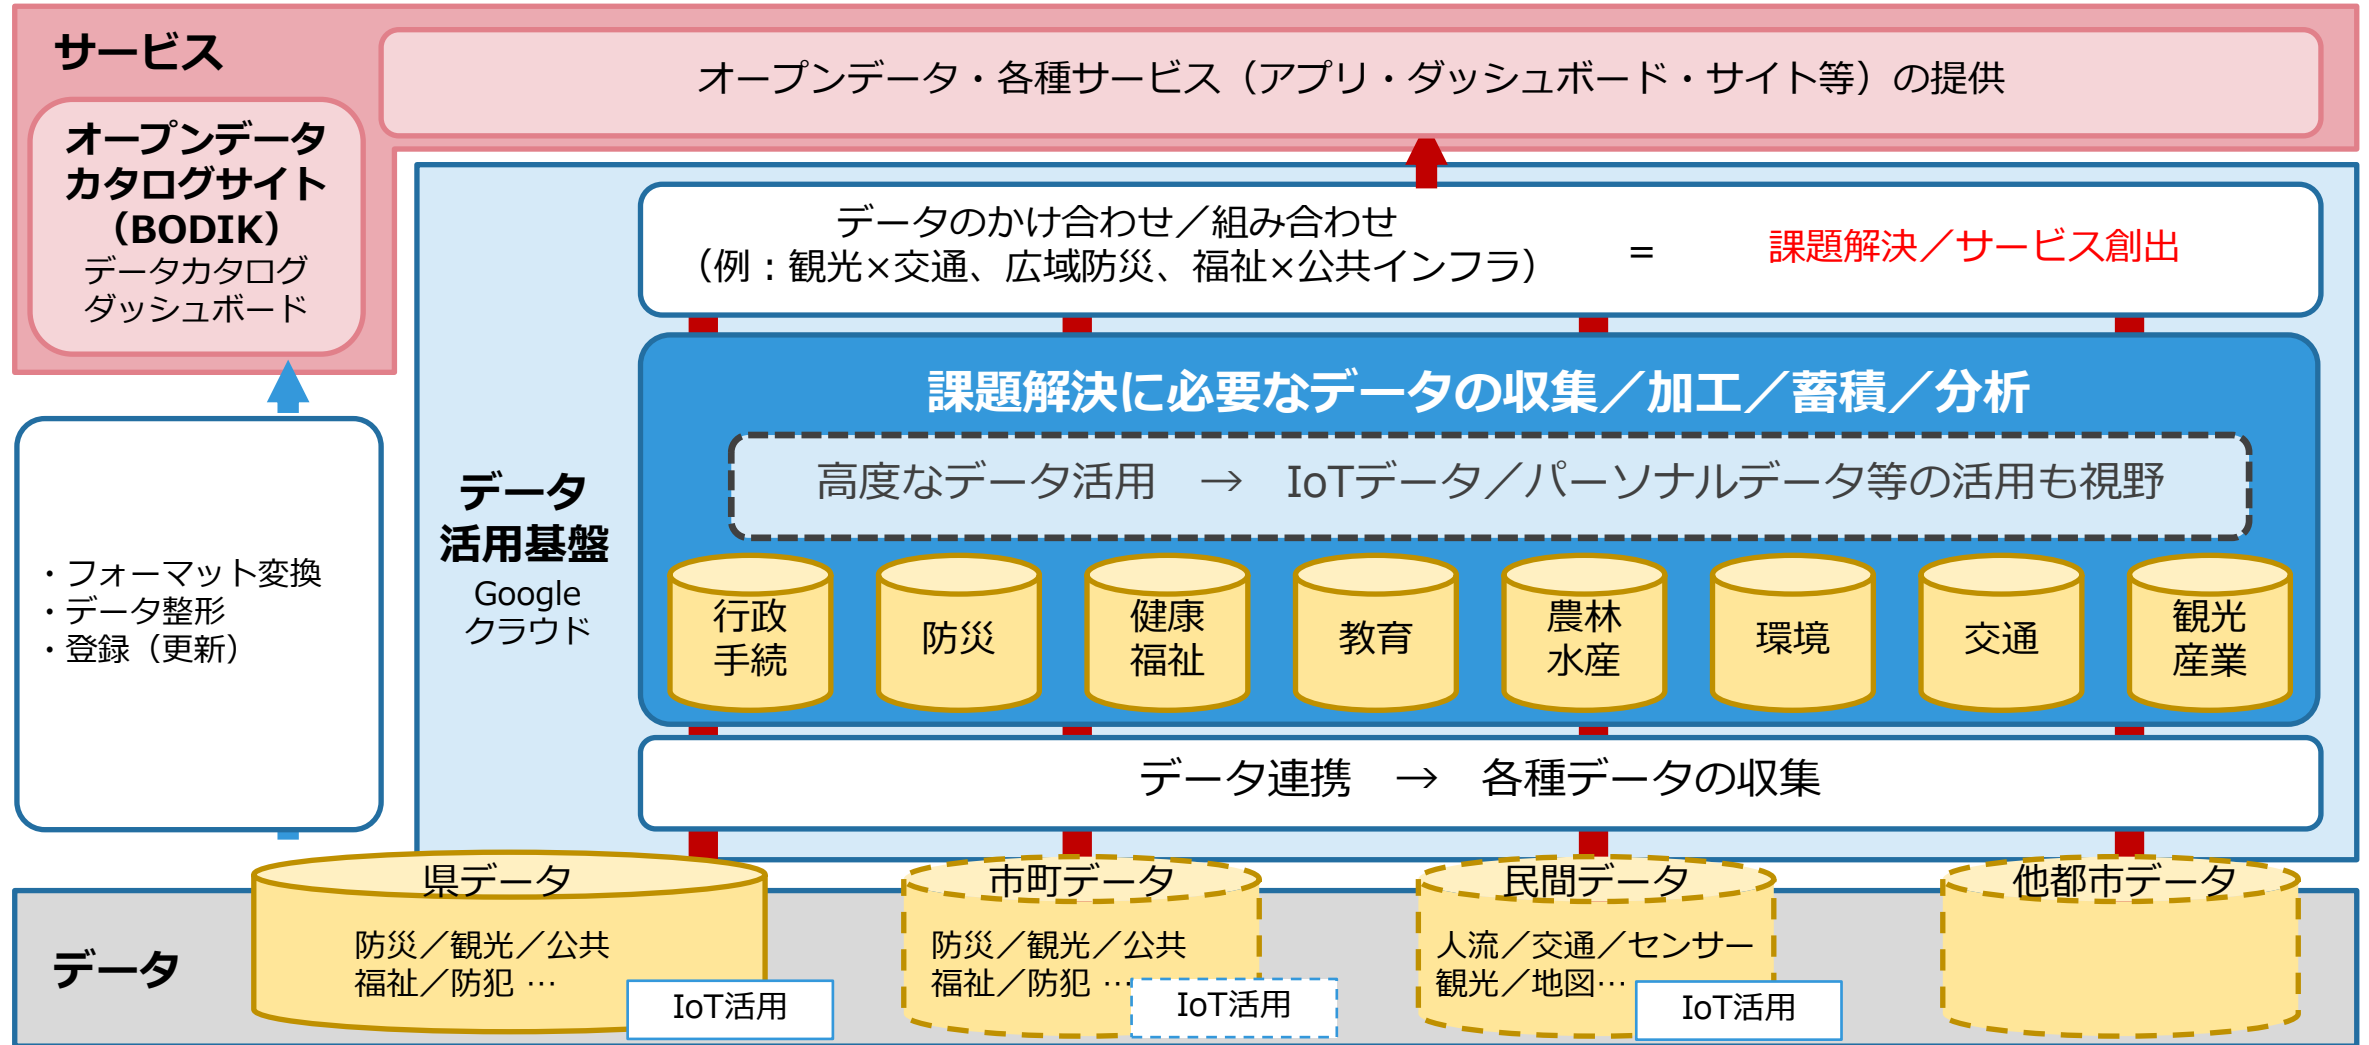 サービス
オープンデータ・各種サービス（アプリ・ダッシュボード・サイト等）の提供
オープンデータ
カタログサイト
（BODIK）
データカタログ
ダッシュボード
データのかけ合わせ／組み合わせ
（例：観光×交通、広域防災、福祉×公共インフラ）
＝
課題解決／サービス創出
課題解決に必要なデータの収集／加工／蓄積／分析
高度なデータ活用　→　IoTデータ／パーソナルデータ等の活用も視野
データ
活用基盤
Google
クラウド
・フォーマット変換
・データ整形
・登録（更新）
行政
手続
防災
健康
福祉
教育
農林
水産
環境
交通
観光
産業
データ連携　→　各種データの収集
データ
県データ
防災／観光／公共
福祉／防犯 …
IoT活用
市町データ
防災／観光／公共
福祉／防犯 …
IoT活用
民間データ
人流／交通／センサー
観光／地図…
IoT活用
他都市データ